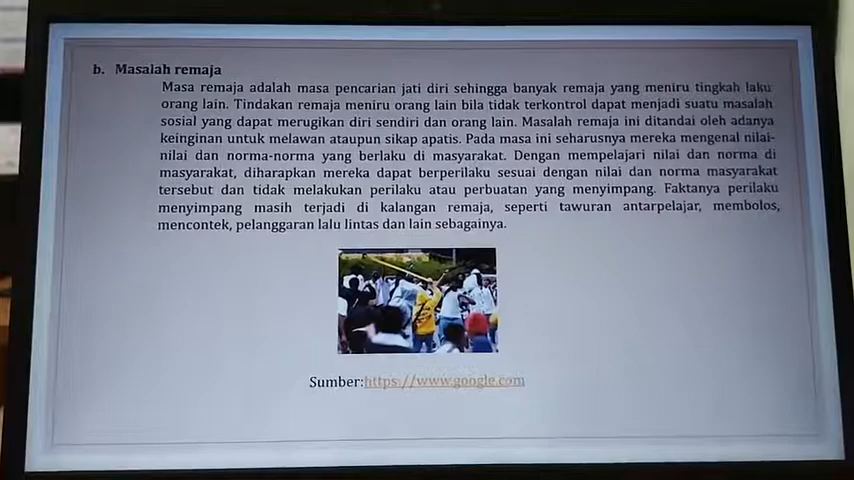 b. Masalah remaja
Masa remaja adalah masa pencarian jati diri sehingga banyak remaja yang meniru tingkah laku
orang lain. Tindakan remaja meniru orang lain bila tidak terkontrol dapat menjadi suatu masalah
sosial yang dapat merugikan diri sendiri dan orang lain. Masalah remaja ini ditandai oleh adanya
keinginan untuk melawan ataupun sikap apatis. Pada masa ini seharusnya mereka mengenal nilai-
nilai dan norma-norma yang berlaku di masyarakat. Dengan mempelajari nilai dan norma di
masyarakat, diharapkan mereka dapat berperilaku sesuai dengan nilai dan norma masyarakat
tersebut dan tidak melakukan perilaku atau perbuatan yang menyimpang. Faktanya perilaku
menyimpang masih terjadi di kalangan remaja, seperti tawuran antarpelajar, membolos,
mencontek, pelanggaran lalu lintas dan lain sebagainya.
Sumber:https://www.google.com